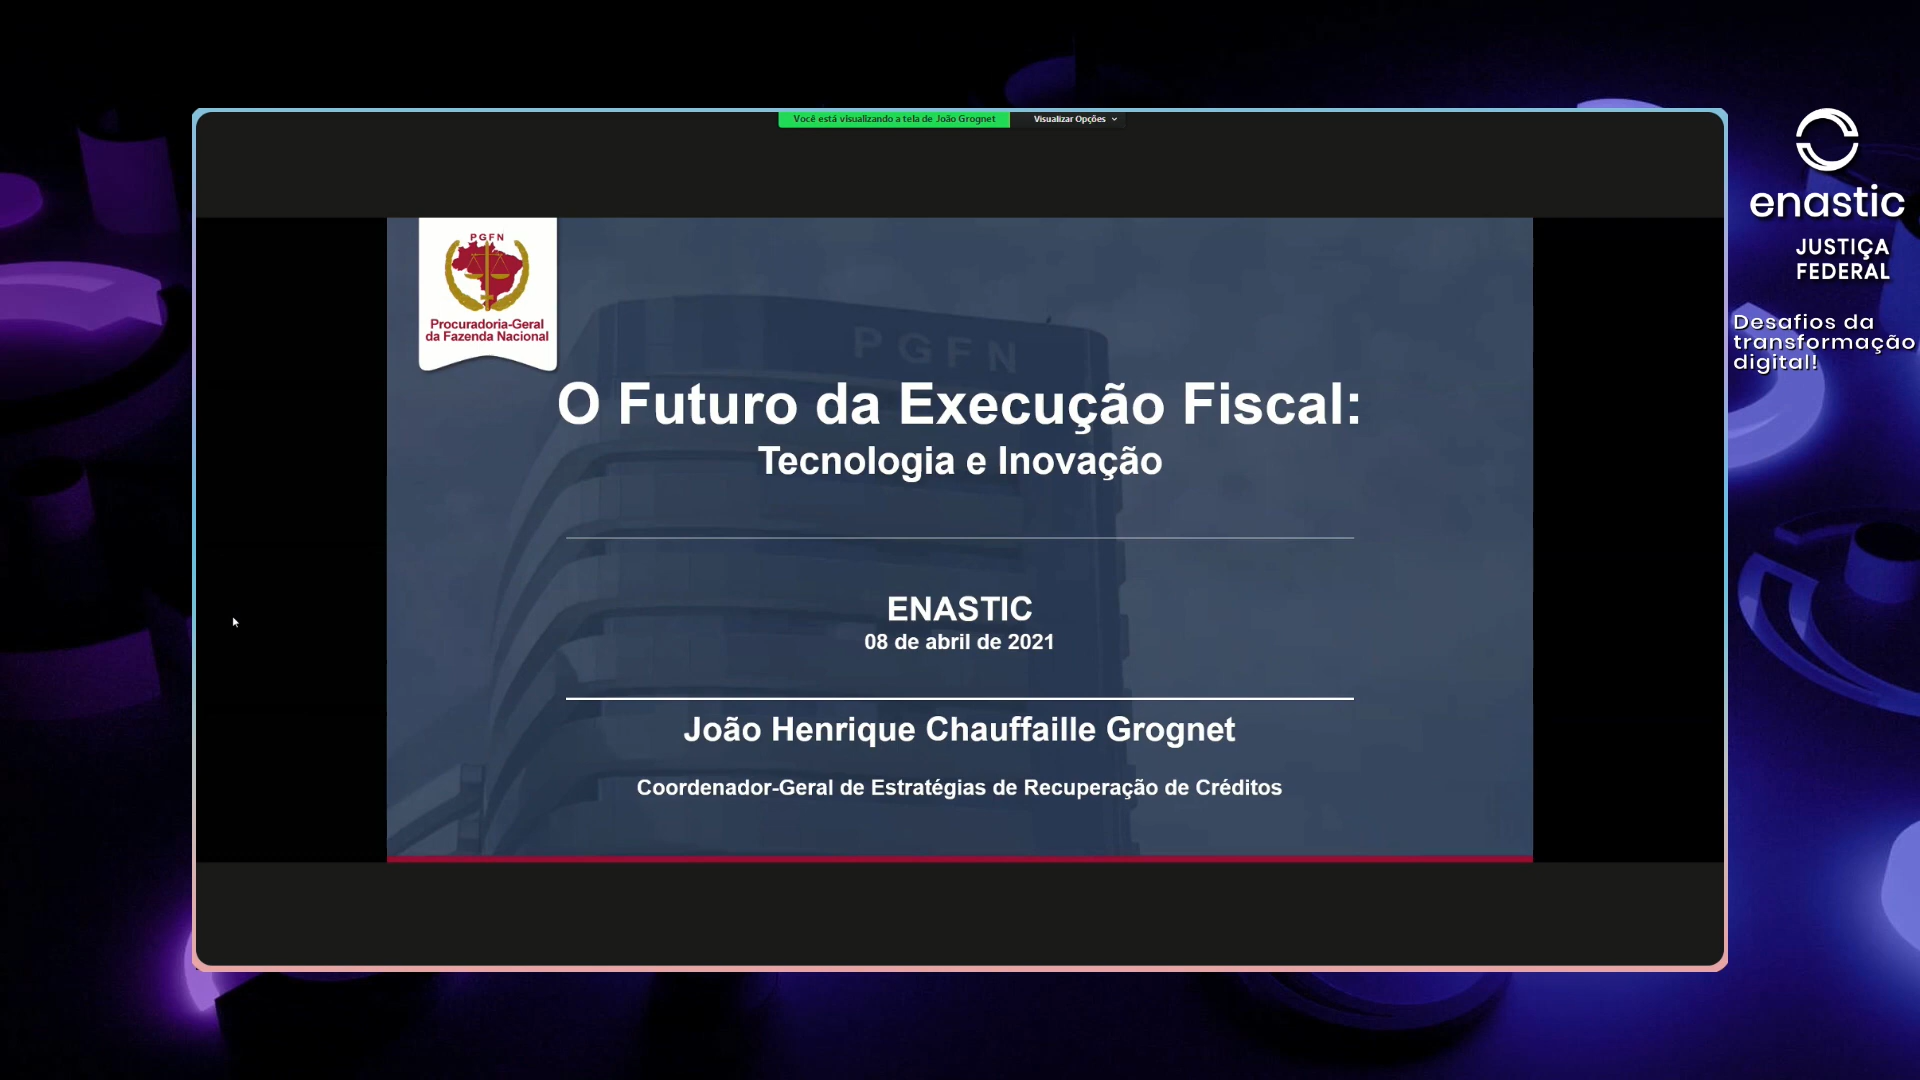 Você está visualizando a tela de João Grognet
Visualizar Opções
enastic
JUSTIÇA
FEDERAL
Desafios da
transformação
digital!
PGFN
Procuradoria-Geral
da Fazenda Nacional
PGFN
O Futuro da Execução Fiscal:
Tecnologia e Inovação
ENASTIC
08 de abril de 2021
João Henrique Chauffaille Grognet
Coordenador-Geral de Estratégias de Recuperação de Créditos